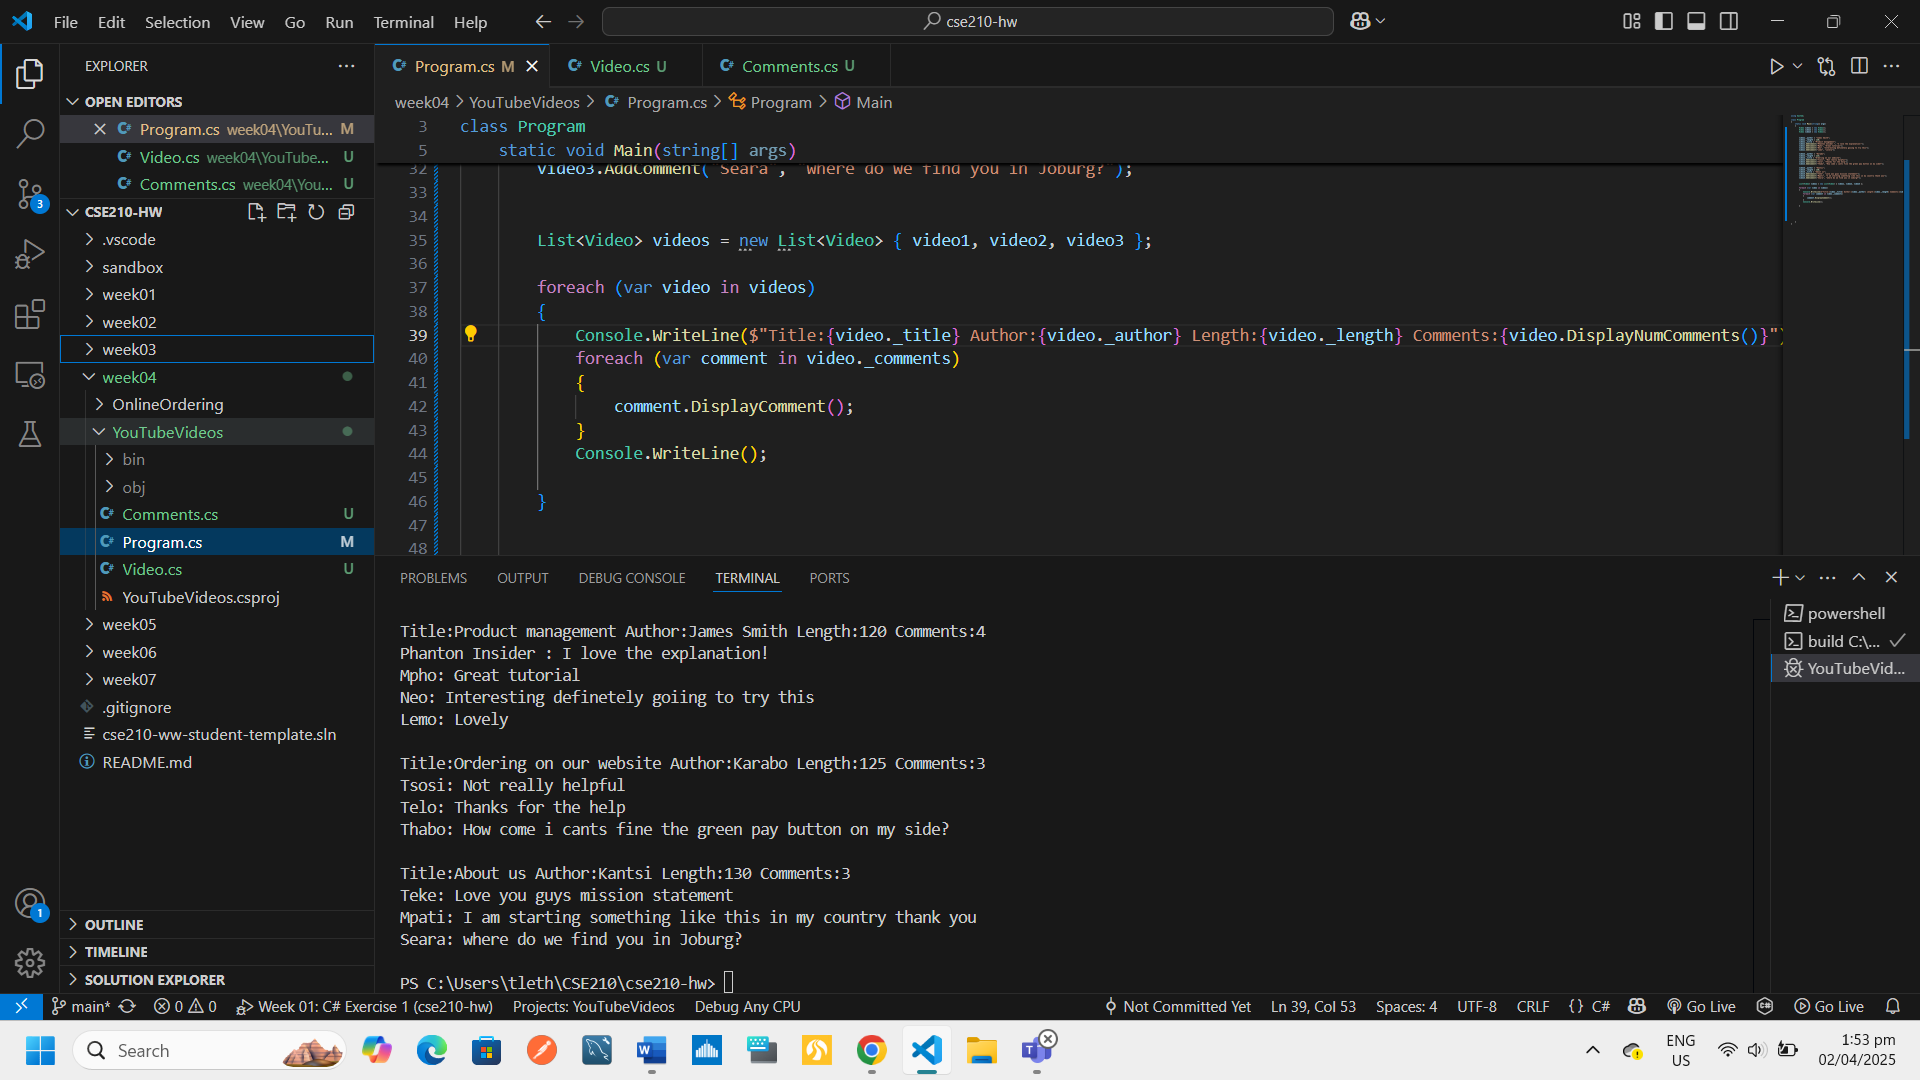 File Edit Selection View Go Run Terminal Help
cse210-hw
EXPLORER
OPEN EDITORS
Program.cs week04\YouTu... M
Video.cs week04\YouTube... U
Comments.cs week04\You... U
CSE210-HW
.vscode
sandbox
week01
week02
week03
week04
OnlineOrdering
YouTubeVideos
bin
obj
Comments.cs U
Program.cs M
Video.cs U
YouTubeVideos.csproj
week05
week06
week07
.gitignore
cse210-ww-student-template.sln
README.md
OUTLINE
TIMELINE
SOLUTION EXPLORER
3
1
Program.cs M
Video.cs U
Comments.cs U
week04 > YouTubeVideos > Program.cs > Program > Main
3 class Program
5 static void Main(string[] args)
32 video3.AddComment("Seara", "where do we find you in Joburg?");
33
34
35 List<Video> videos = new List<Video> { video1, video2, video3 };
36
37 foreach (var video in videos)
38 {
39 Console.WriteLine($"Title:{video._title} Author:{video._author} Length:{video._length} Comments:{video.DisplayNumComments()}")
40 foreach (var comment in video._comments)
41 {
42 comment.DisplayComment();
43 }
44 Console.WriteLine();
45
46 }
47
48
PROBLEMS OUTPUT DEBUG CONSOLE TERMINAL PORTS
Title:Product management Author:James Smith Length:120 Comments:4
Phanton Insider : I love the explanation!
Mpho: Great tutorial
Neo: Interesting definetely goiing to try this
Lemo: Lovely
Title:Ordering on our website Author:Karabo Length:125 Comments:3
Tsosi: Not really helpful
Telo: Thanks for the help
Thabo: How come i cants fine the green pay button on my side?
Title:About us Author:Kantsi Length:130 Comments:3
Teke: Love you guys mission statement
Mpati: I am starting something like this in my country thank you
Seara: where do we find you in Joburg?
PS C:\Users\tleth\CSE210\cse210-hw>
powershell
build C:\...
YouTubeVid...
main* 0 0 Week 01: C# Exercise 1 (cse210-hw) Projects: YouTubeVideos Debug Any CPU
Not Committed Yet Ln 39, Col 53 Spaces: 4 UTF-8 CRLF {} C# Go Live Go Live
Search
ENG
US
1:53 pm
02/04/2025